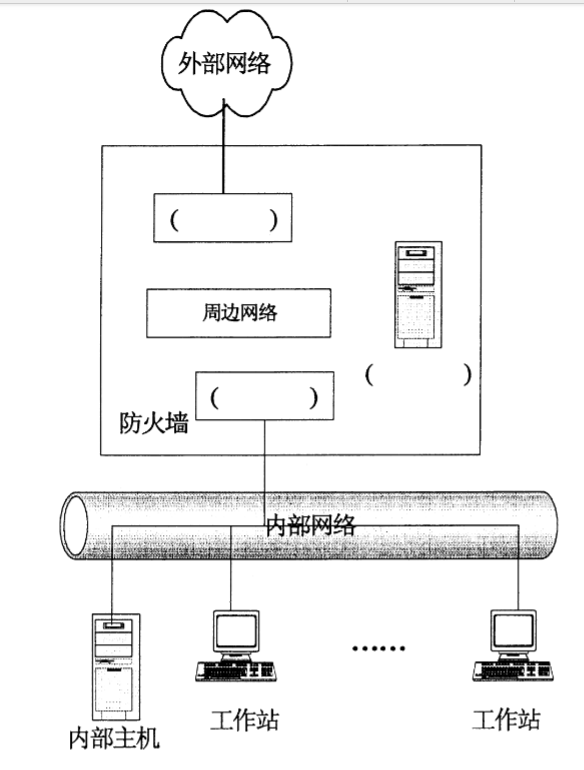 外部网络
(          )
周边网络
(          )
(          )
防火墙
内部网络
······
工作站
工作站
内部主机